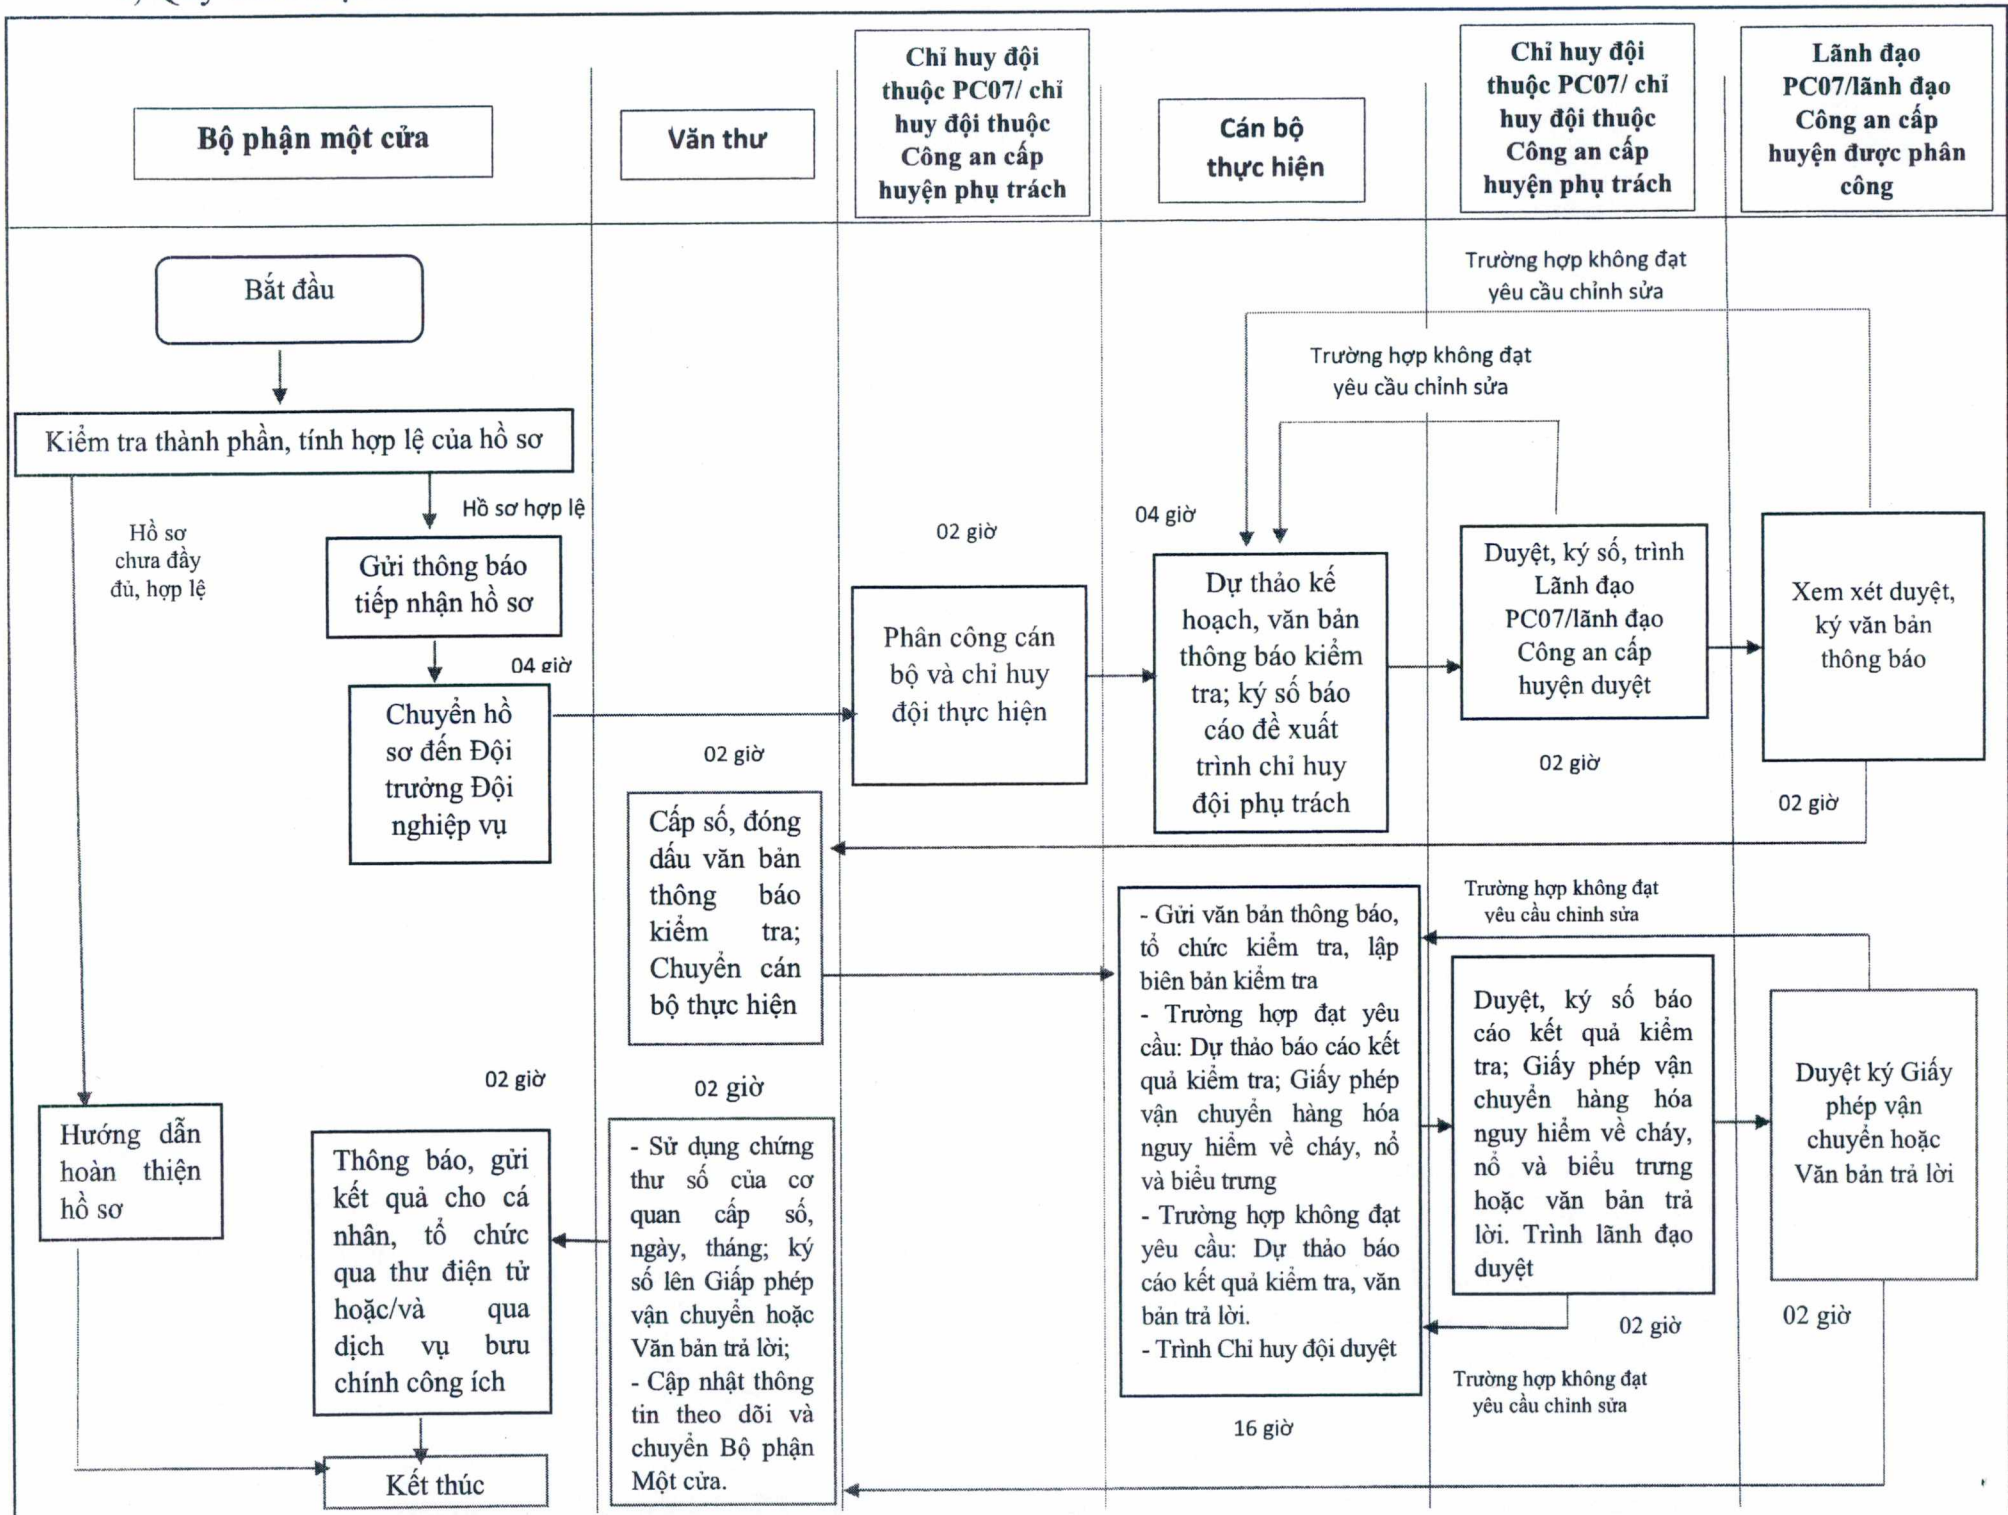 Bộ phận một cửa
Văn thư
Chỉ huy đội
thuộc PC07/ chỉ
huy đội thuộc
Công an cấp
huyện phụ trách
Cán bộ
thực hiện
Chỉ huy đội
thuộc PC07/ chỉ
huy đội thuộc
Công an cấp
huyện phụ trách
Lãnh đạo
PC07/lãnh đạo
Công an cấp
huyện được phân
công
Bắt đầu
Kiểm tra thành phần, tính hợp lệ của hồ sơ
Hồ sơ
chưa đầy
đủ, hợp lệ
Hồ sơ hợp lệ
Gửi thông báo
tiếp nhận hồ sơ
04 giờ
Chuyển hồ
sơ đến Đội
trưởng Đội
nghiệp vụ
02 giờ
Phân công cán
bộ và chỉ huy
đội thực hiện
04 giờ
Dự thảo kế
hoạch, văn bản
thông báo kiểm
tra; ký số báo
cáo đề xuất
trình chỉ huy
đội phụ trách
Trường hợp không đạt
yêu cầu chỉnh sửa
Trường hợp không đạt
yêu cầu chỉnh sửa
Duyệt, ký số, trình
Lãnh đạo
PC07/lãnh đạo
Công an cấp
huyện duyệt
02 giờ
Xem xét duyệt,
ký văn bản
thông báo
02 giờ
02 giờ
Cấp số, đóng
dấu văn bản
thông báo
kiểm tra;
Chuyển cán
bộ thực hiện
- Gửi văn bản thông báo,
tổ chức kiểm tra, lập
biên bản kiểm tra
- Trường hợp đạt yêu
cầu: Dự thảo báo cáo kết
quả kiểm tra; Giấy phép
vận chuyển hàng hóa
nguy hiểm về cháy, nổ
và biểu trưng
- Trường hợp không đạt
yêu cầu: Dự thảo báo
cáo kết quả kiểm tra, văn
bản trả lời.
- Trình Chỉ huy đội duyệt
16 giờ
Trường hợp không đạt
yêu cầu chỉnh sửa
Duyệt, ký số báo
cáo kết quả kiểm
tra; Giấy phép vận
chuyển hàng hóa
nguy hiểm về cháy,
nổ và biểu trưng
hoặc văn bản trả
lời. Trình lãnh đạo
duyệt
02 giờ
Trường hợp không đạt
yêu cầu chỉnh sửa
Duyệt ký Giấy
phép vận
chuyển hoặc
Văn bản trả lời
02 giờ
02 giờ
- Sử dụng chứng
thư số của cơ
quan cấp số,
ngày, tháng; ký
số lên Giấp phép
vận chuyển hoặc
Văn bản trả lời;
- Cập nhật thông
tin theo dõi và
chuyển Bộ phận
Một cửa.
02 giờ
Thông báo, gửi
kết quả cho cá
nhân, tổ chức
qua thư điện tử
hoặc/và qua
dịch vụ bưu
chính công ích
Hướng dẫn
hoàn thiện
hồ sơ
Kết thúc